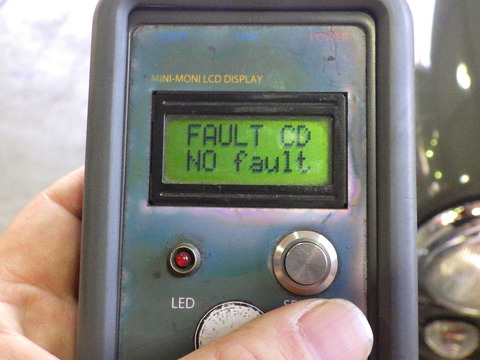 POWER
MINI-MONI LCD DISPLAY
FAULT CD
NO fault
LED